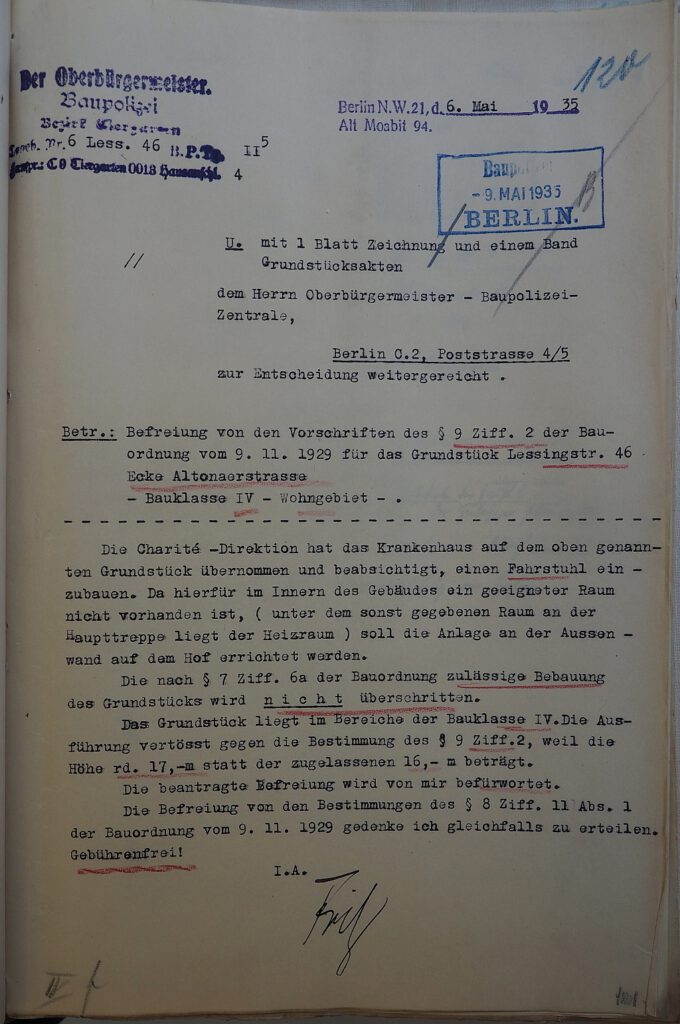 120
Der Oberbürgermeister.
Baupolizei
Bezirk Tiergarten
Gesch. Nr. 6 Less. 46 B.P. II5
C 9 Tiergarten 0013 Hausanschl. 4
Berlin N.W.21, d. 6. Mai 1935
Alt Moabit 94.
- 9. MAI 1935
BERLIN.
U. mit 1 Blatt Zeichnung und einem Band
Grundstücksakten
dem Herrn Oberbürgermeister - Baupolizei-
Zentrale,
Berlin C.2, Poststrasse 4/5
zur Entscheidung weitergereicht .
Betr.: Befreiung von den Vorschriften des § 9 Ziff. 2 der Bau-
ordnung vom 9. 11. 1929 für das Grundstück Lessingstr. 46
Ecke Altonaerstrasse
- Bauklasse IV - Wohngebiet - .
Die Charité -Direktion hat das Krankenhaus auf dem oben genann-
ten Grundstück übernommen und beabsichtigt, einen Fahrstuhl ein -
zubauen. Da hierfür im Innern des Gebäudes ein geeigneter Raum
nicht vorhanden ist, ( unter dem sonst gegebenen Raum an der
Haupttreppe liegt der Heizraum ) soll die Anlage an der Aussen -
wand auf dem Hof errichtet werden.
Die nach § 7 Ziff. 6a der Bauordnung zulässige Bebauung
des Grundstücks wird n i c h t überschritten.
Das Grundstück liegt im Bereiche der Bauklasse IV.Die Aus-
führung vertösst gegen die Bestimmung des § 9 Ziff.2, weil die
Höhe rd. 17,-m statt der zugelassenen 16,- m beträgt.
Die beantragte Befreiung wird von mir befürwortet.
Die Befreiung von den Bestimmungen des § 8 Ziff. 11 Abs. 1
der Bauordnung vom 9. 11. 1929 gedenke ich gleichfalls zu erteilen.
Gebührenfrei!
I.A.